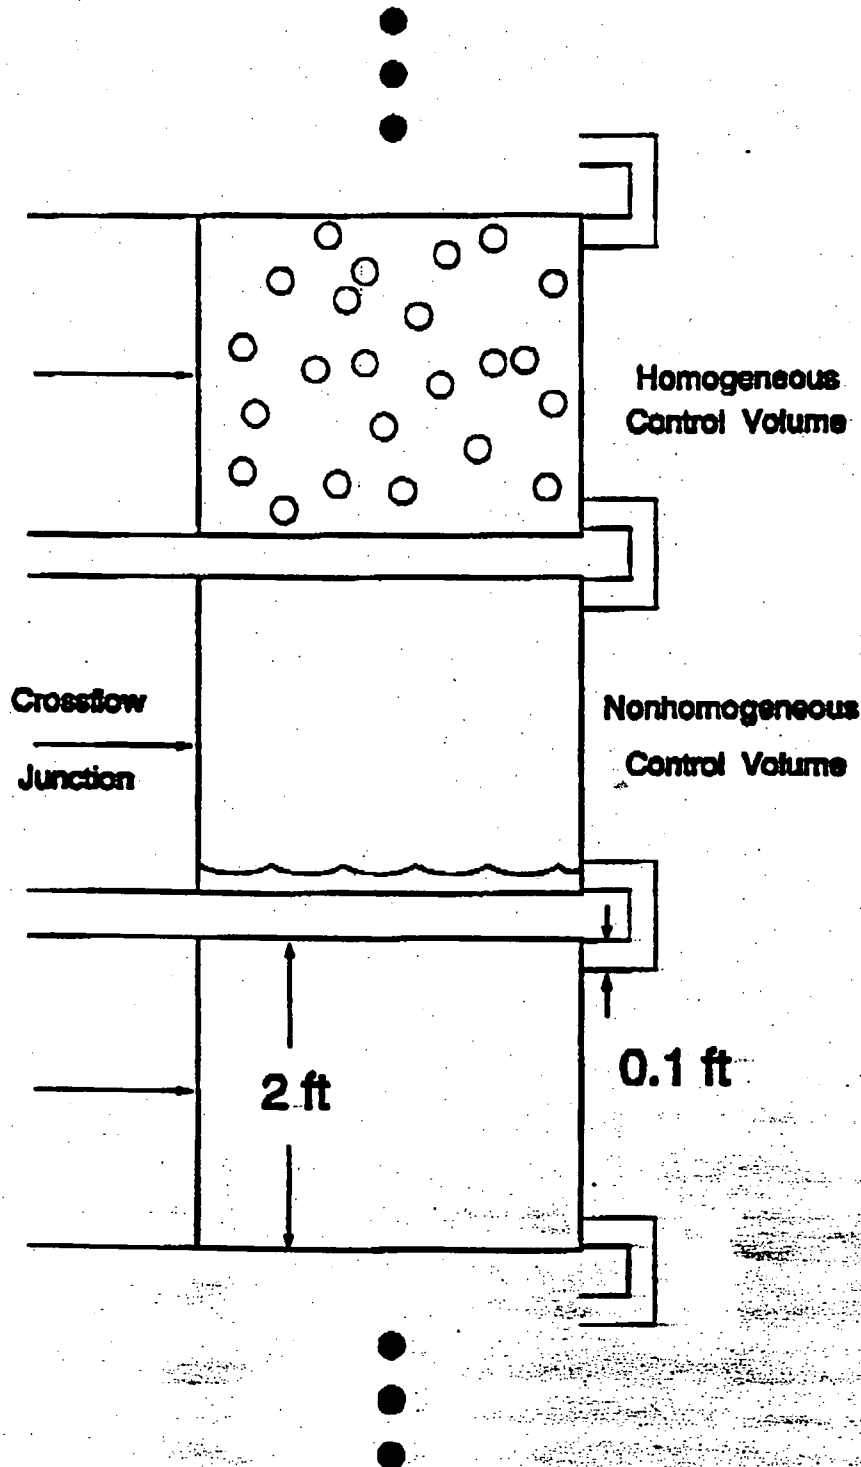 Homogeneous
Control Volume
Crossflow
Junction
Nonhomogeneous
Control Volume
2 ft
0.1 ft